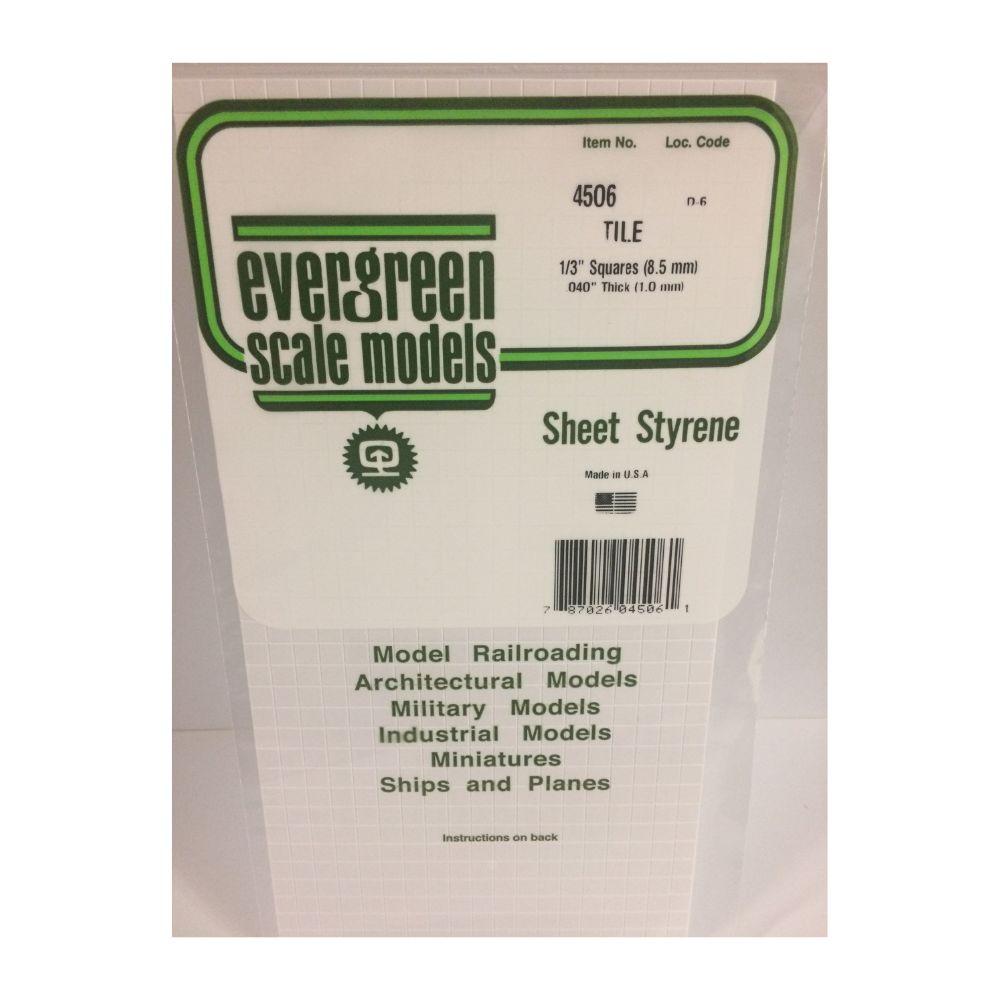 Item No. Loc. Code
4506 D-6
TILE
1/3" Squares (8.5 mm)
.040" Thick (1.0 mm)
evergreen
scale models
Sheet Styrene
Made in U.S.A
7 87026 04506 1
Model Railroading
Architectural Models
Military Models
Industrial Models
Miniatures
Ships and Planes
Instructions on back